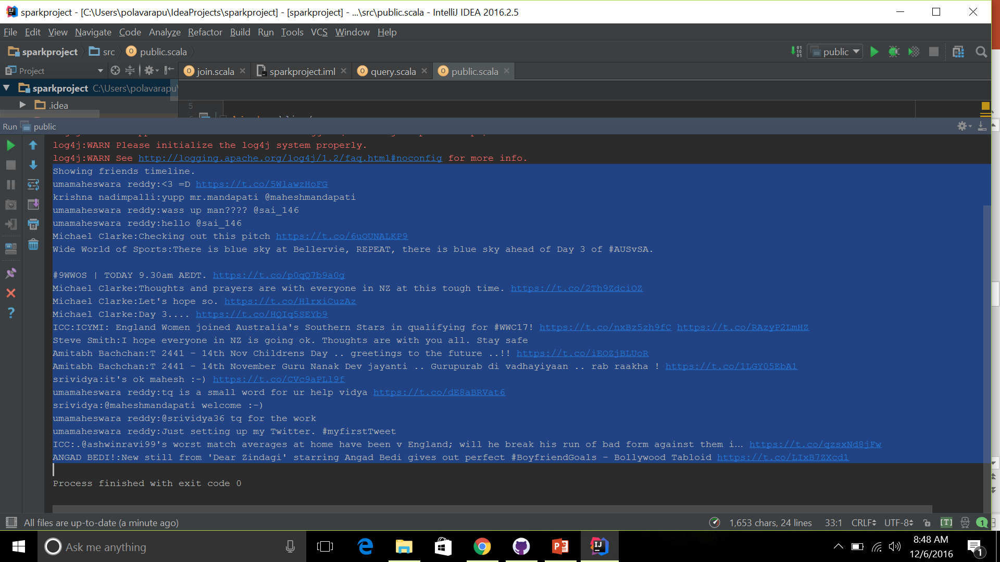 sparkproject - [C:\Users\polavarapu\IdeaProjects\sparkproject] - [sparkproject] - ...\src\public.scala - IntelliJ IDEA 2016.2.5
File Edit View Navigate Code Analyze Refactor Build Run Tools VCS Window Help
sparkproject src public.scala public
Project join.scala sparkproject.iml query.scala public.scala
sparkproject C:\Users\polavarapu\
.idea
5
Run public
log4j:WARN Please initialize the log4j system properly.
log4j:WARN See http://logging.apache.org/log4j/1.2/faq.html#noconfig for more info.
Showing friends timeline.
umamaheswara reddy:<3 =D https://t.co/5WlawzHoFG
krishna nadimpalli:yupp mr.mandapati @maheshmandapati
umamaheswara reddy:wass up man???? @sai_146
umamaheswara reddy:hello @sai_146
Michael Clarke:Checking out this pitch https://t.co/6uOUNALKP9
Wide World of Sports:There is blue sky at Bellervie, REPEAT, there is blue sky ahead of Day 3 of #AUSvSA.
#9WWOS | TODAY 9.30am AEDT. https://t.co/p0qQ7b9a0g
Michael Clarke:Thoughts and prayers are with everyone in NZ at this tough time. https://t.co/2Th9ZdciOZ
Michael Clarke:Let's hope so. https://t.co/HlrxiCuzAz
Michael Clarke:Day 3.... https://t.co/HQIq5SEYb9
ICC:ICYMI: England Women joined Australia's Southern Stars in qualifying for #WWC17! https://t.co/nxBz5zh9fC https://t.co/RAzyP2LmHZ
Steve Smith:I hope everyone in NZ is going ok. Thoughts are with you all. Stay safe
Amitabh Bachchan:T 2441 - 14th Nov Childrens Day .. greetings to the future ..!! https://t.co/iEOZjBLUoR
Amitabh Bachchan:T 2441 - 14th November Guru Nanak Dev jayanti .. Gurupurab di vadhayiyaan .. rab raakha ! https://t.co/1LGY05EbA1
srividya:it's ok mahesh :-) https://t.co/CVc9aPLl9f
umamaheswara reddy:tq is a small word for ur help vidya https://t.co/dE8aBRVat6
srividya:@maheshmandapati welcome :-)
umamaheswara reddy:@srividya36 tq for the work
umamaheswara reddy:Just setting up my Twitter. #myfirstTweet
ICC:.@ashwinravi99's worst match averages at home have been v England; will he break his run of bad form against them i… https://t.co/qzsxNd8jFw
ANGAD BEDI!:New still from 'Dear Zindagi' starring Angad Bedi gives out perfect #BoyfriendGoals - Bollywood Tabloid https://t.co/LIxB7ZXcd1
Process finished with exit code 0
All files are up-to-date (a minute ago) 1,653 chars, 24 lines 33:1 CRLF UTF-8 [T] 1
Ask me anything 8:48 AM
12/6/2016 1